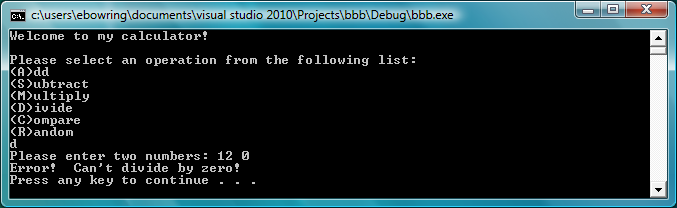 c:\users\ebowring\documents\visual studio 2010\Projects\bbb\Debug\bbb.exe
Welcome to my calculator!
Please select an operation from the following list:
(A)dd
(S)ubtract
(M)ultiply
(D)ivide
(C)ompare
(R)andom
d
Please enter two numbers: 12 0
Error!  Can't divide by zero!
Press any key to continue . . .